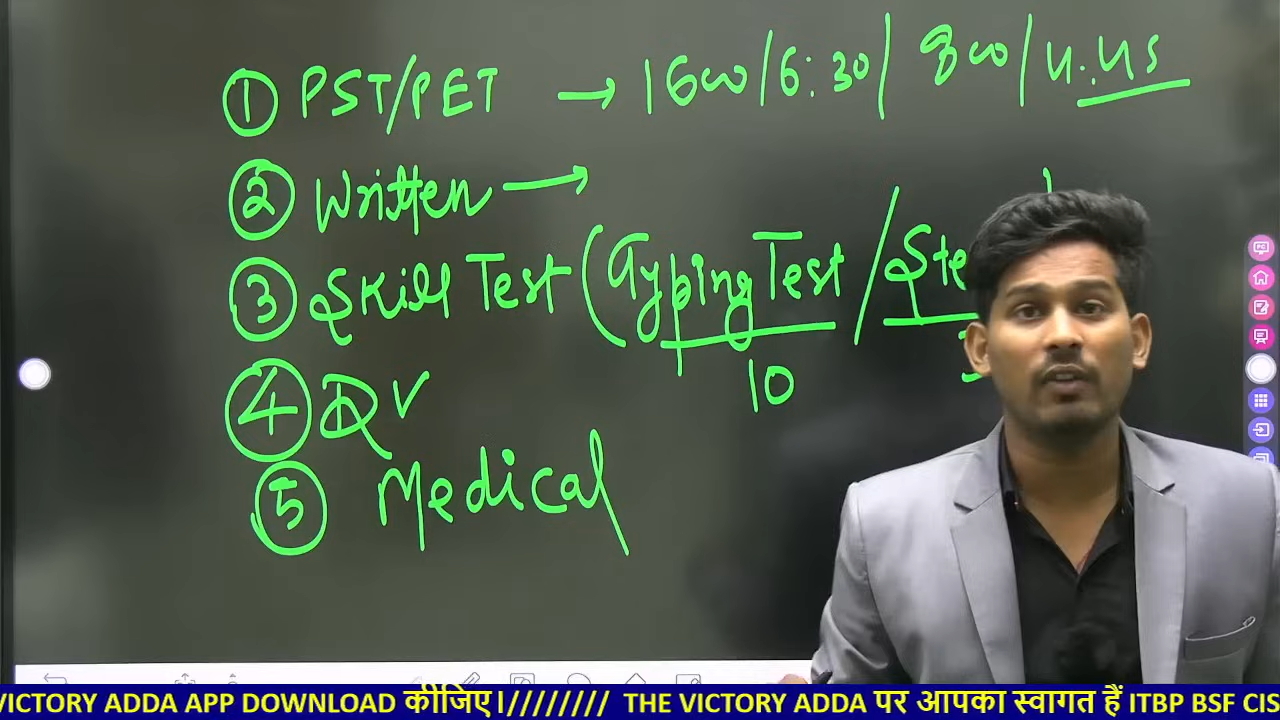 ① PST/PET → 1600/6:30/800/4:45
② Written →
③ Skill Test (Typing Test / Ste
10
④ DV
⑤ Medical
VICTORY ADDA APP DOWNLOAD कीजिए।//////// THE VICTORY ADDA पर आपका स्वागत हैं ITBP BSF CIS